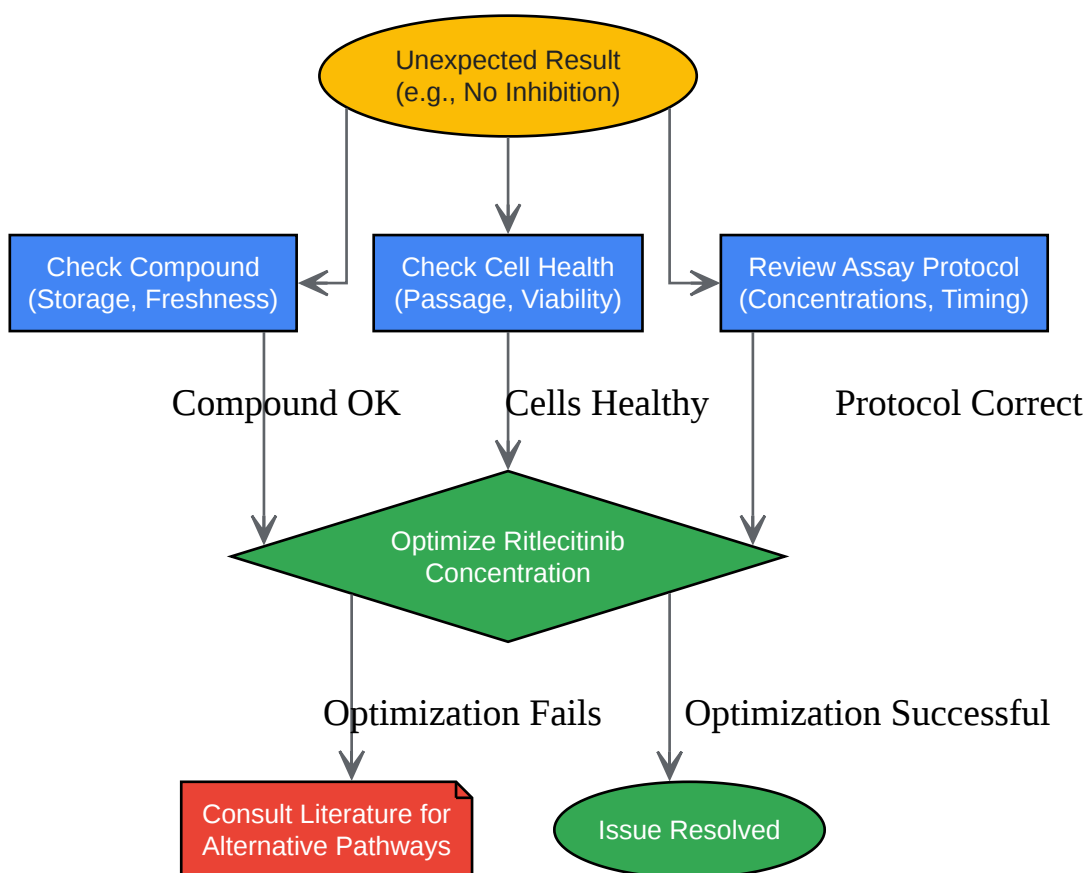 Unexpected Result
(e.g., No Inhibition)
Check Compound
(Storage, Freshness)
Check Cell Health
(Passage, Viability)
Review Assay Protocol
(Concentrations, Timing)
Compound OK
Cells Healthy
Protocol Correct
Optimize Ritlecitinib
Concentration
Optimization Fails
Optimization Successful
Consult Literature for
Alternative Pathways
Issue Resolved